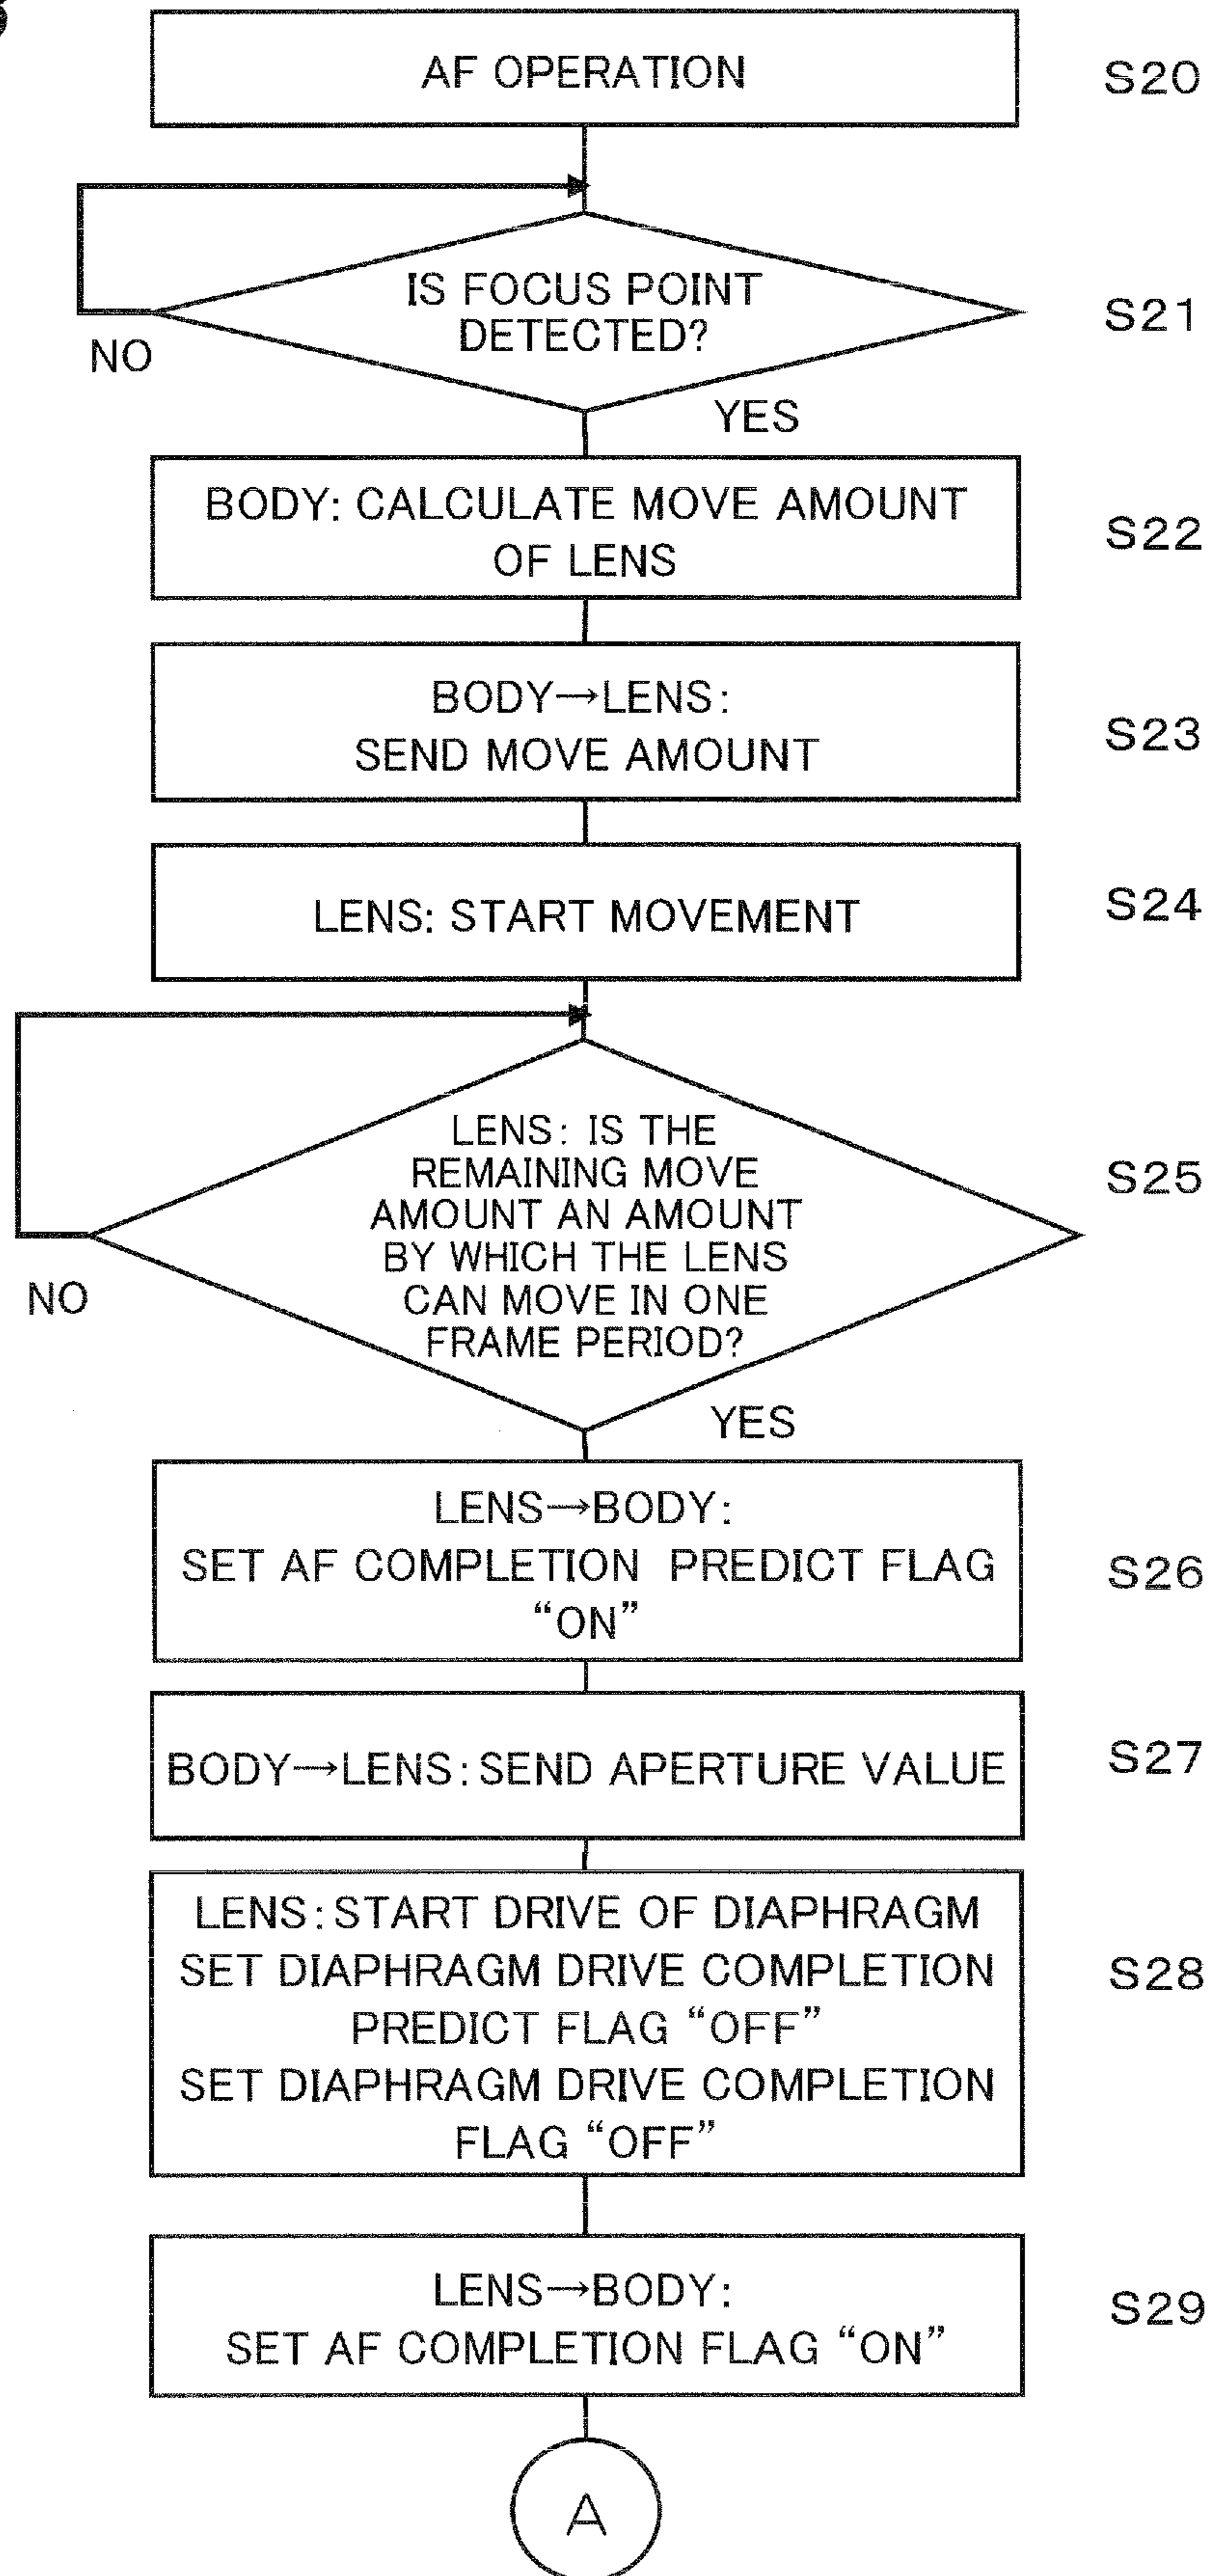 AF OPERATION
S20
IS FOCUS POINT
DETECTED?
S21
NO
YES
BODY: CALCULATE MOVE AMOUNT
OF LENS
S22
BODY→LENS:
SEND MOVE AMOUNT
S23
LENS: START MOVEMENT
S24
LENS: IS THE
REMAINING MOVE
AMOUNT AN AMOUNT
BY WHICH THE LENS
CAN MOVE IN ONE
FRAME PERIOD?
S25
NO
YES
LENS→BODY:
SET AF COMPLETION PREDICT FLAG
“ON”
S26
BODY→LENS:SEND APERTURE VALUE
S27
LENS:START DRIVE OF DIAPHRAGM
SET DIAPHRAGM DRIVE COMPLETION
PREDICT FLAG “OFF”
SET DIAPHRAGM DRIVE COMPLETION
FLAG “OFF”
S28
LENS→BODY:
SET AF COMPLETION FLAG “ON”
S29
A